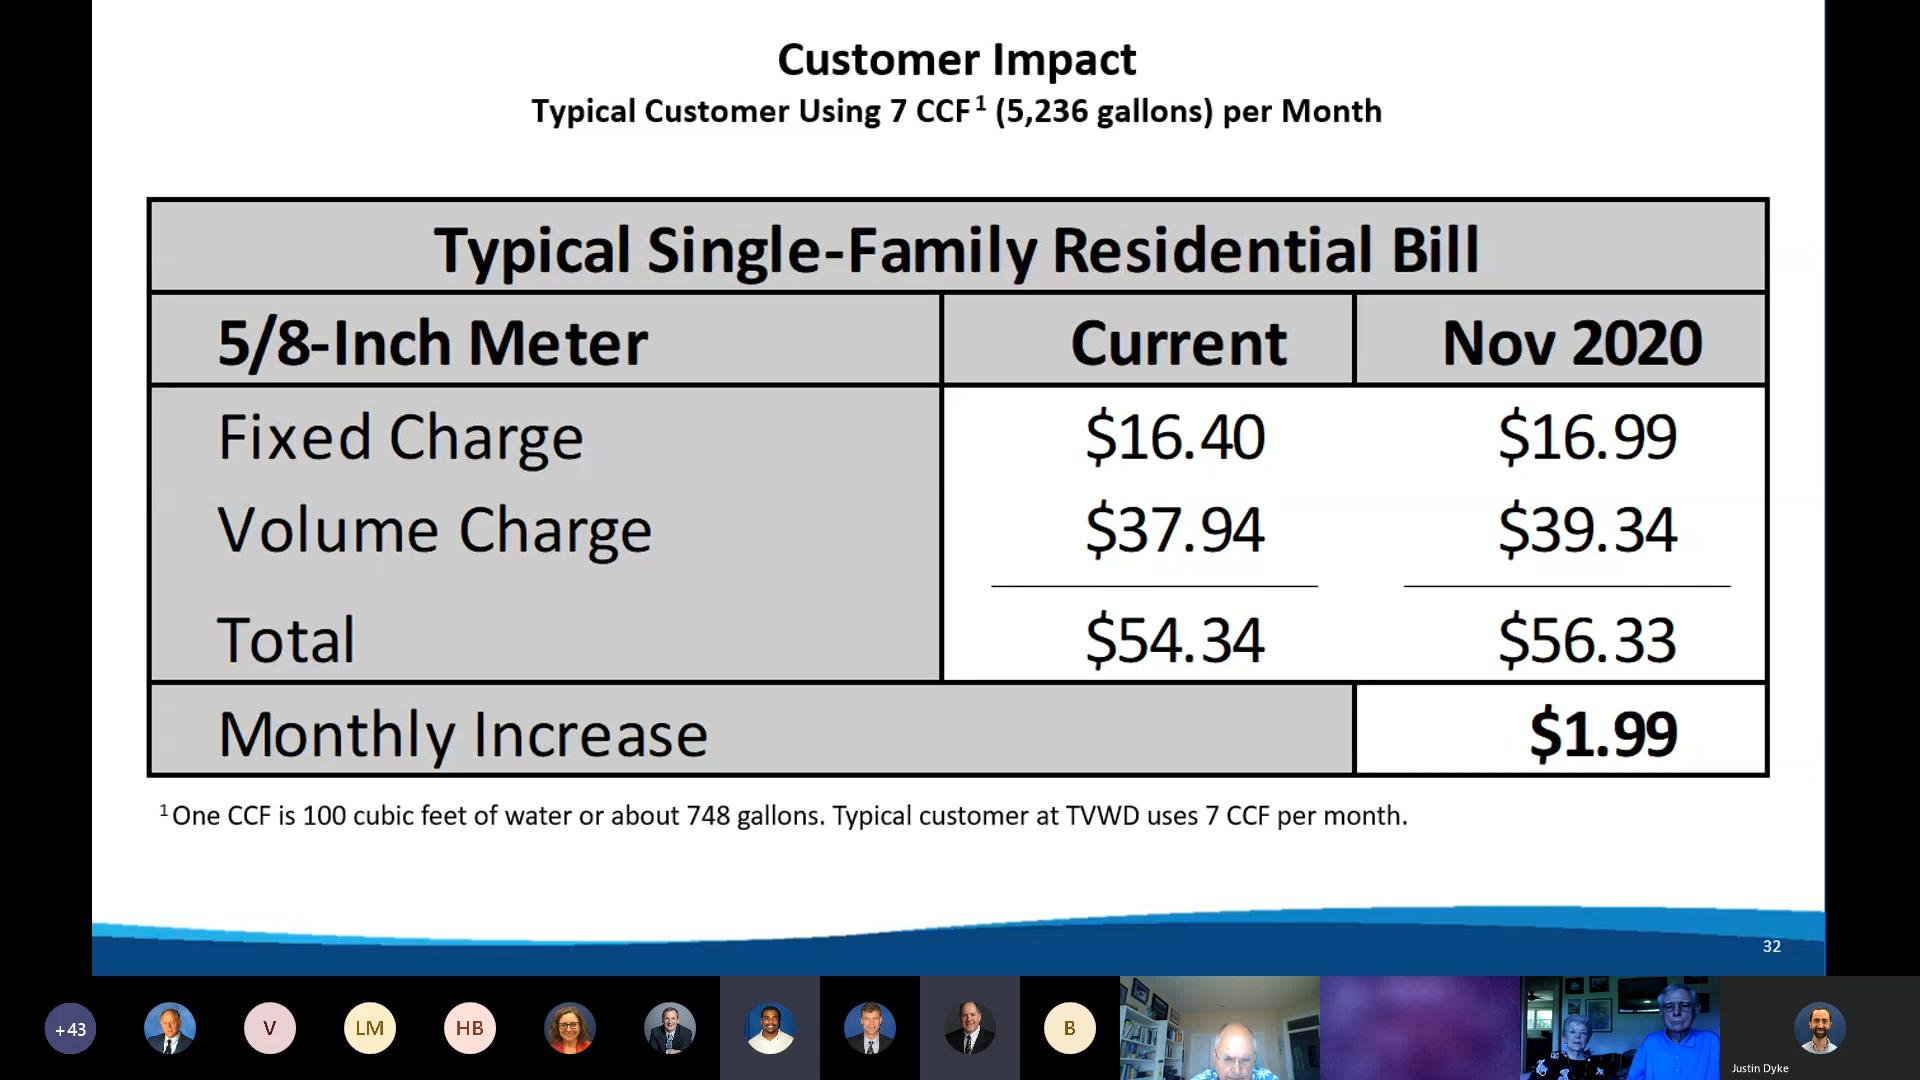 Customer Impact
Typical Customer Using 7 CCF¹ (5,236 gallons) per Month
Typical Single-Family Residential Bill
5/8-Inch Meter Current Nov 2020
Fixed Charge $16.40 $16.99
Volume Charge $37.94 $39.34
Total $54.34 $56.33
Monthly Increase $1.99
¹ One CCF is 100 cubic feet of water or about 748 gallons. Typical customer at TVWD uses 7 CCF per month.
32
+43 V LM HB B
Justin Dyke